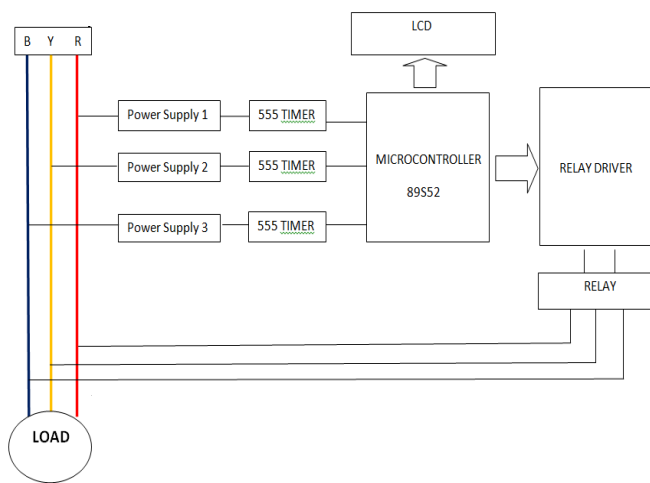 LCD
B Y R
Power Supply 1
555 TIMER
Power Supply 2
555 TIMER
MICROCONTROLLER
89S52
RELAY DRIVER
Power Supply 3
555 TIMER
RELAY
LOAD